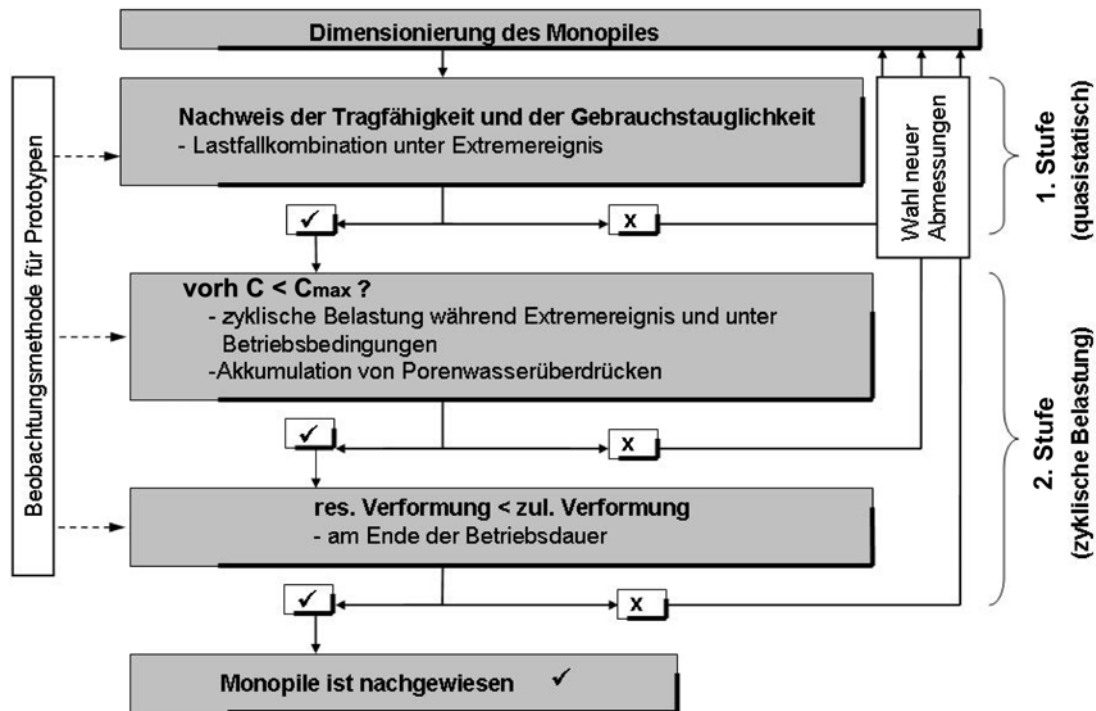 Dimensionierung des Monopiles
Beobachtungsmethode für Prototypen
Nachweis der Tragfähigkeit und der Gebrauchstauglichkeit
- Lastfallkombination unter Extremereignis
Wahl neuer
Abmessungen
1. Stufe
(quasistatisch)
✓
x
vorh C < Cmax ?
- zyklische Belastung während Extremereignis und unter
Betriebsbedingungen
-Akkumulation von Porenwasserüberdrücken
✓
x
2. Stufe
(zyklische Belastung)
res. Verformung < zul. Verformung
- am Ende der Betriebsdauer
✓
x
Monopile ist nachgewiesen ✓